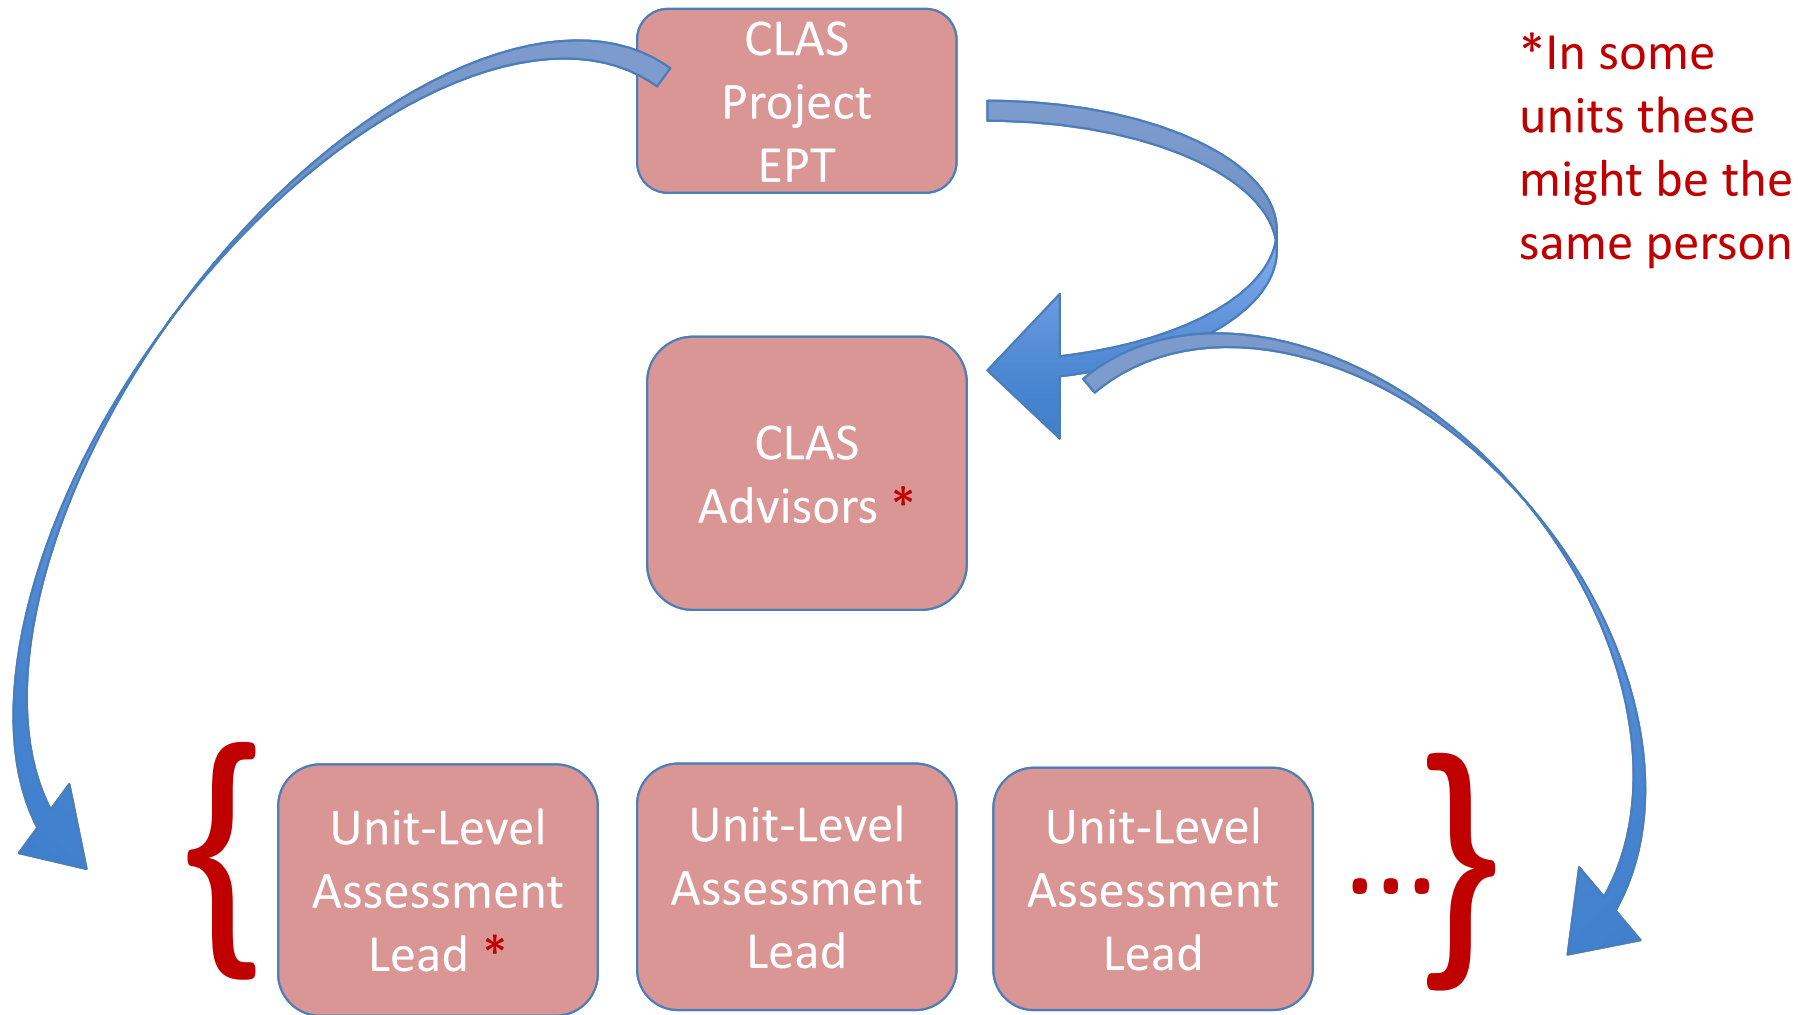 CLAS
Project
EPT
*In some
units these
might be the
same person
CLAS
Advisors *
{
Unit-Level
Assessment
Lead *
Unit-Level
Assessment
Lead
Unit-Level
Assessment
Lead
...
}